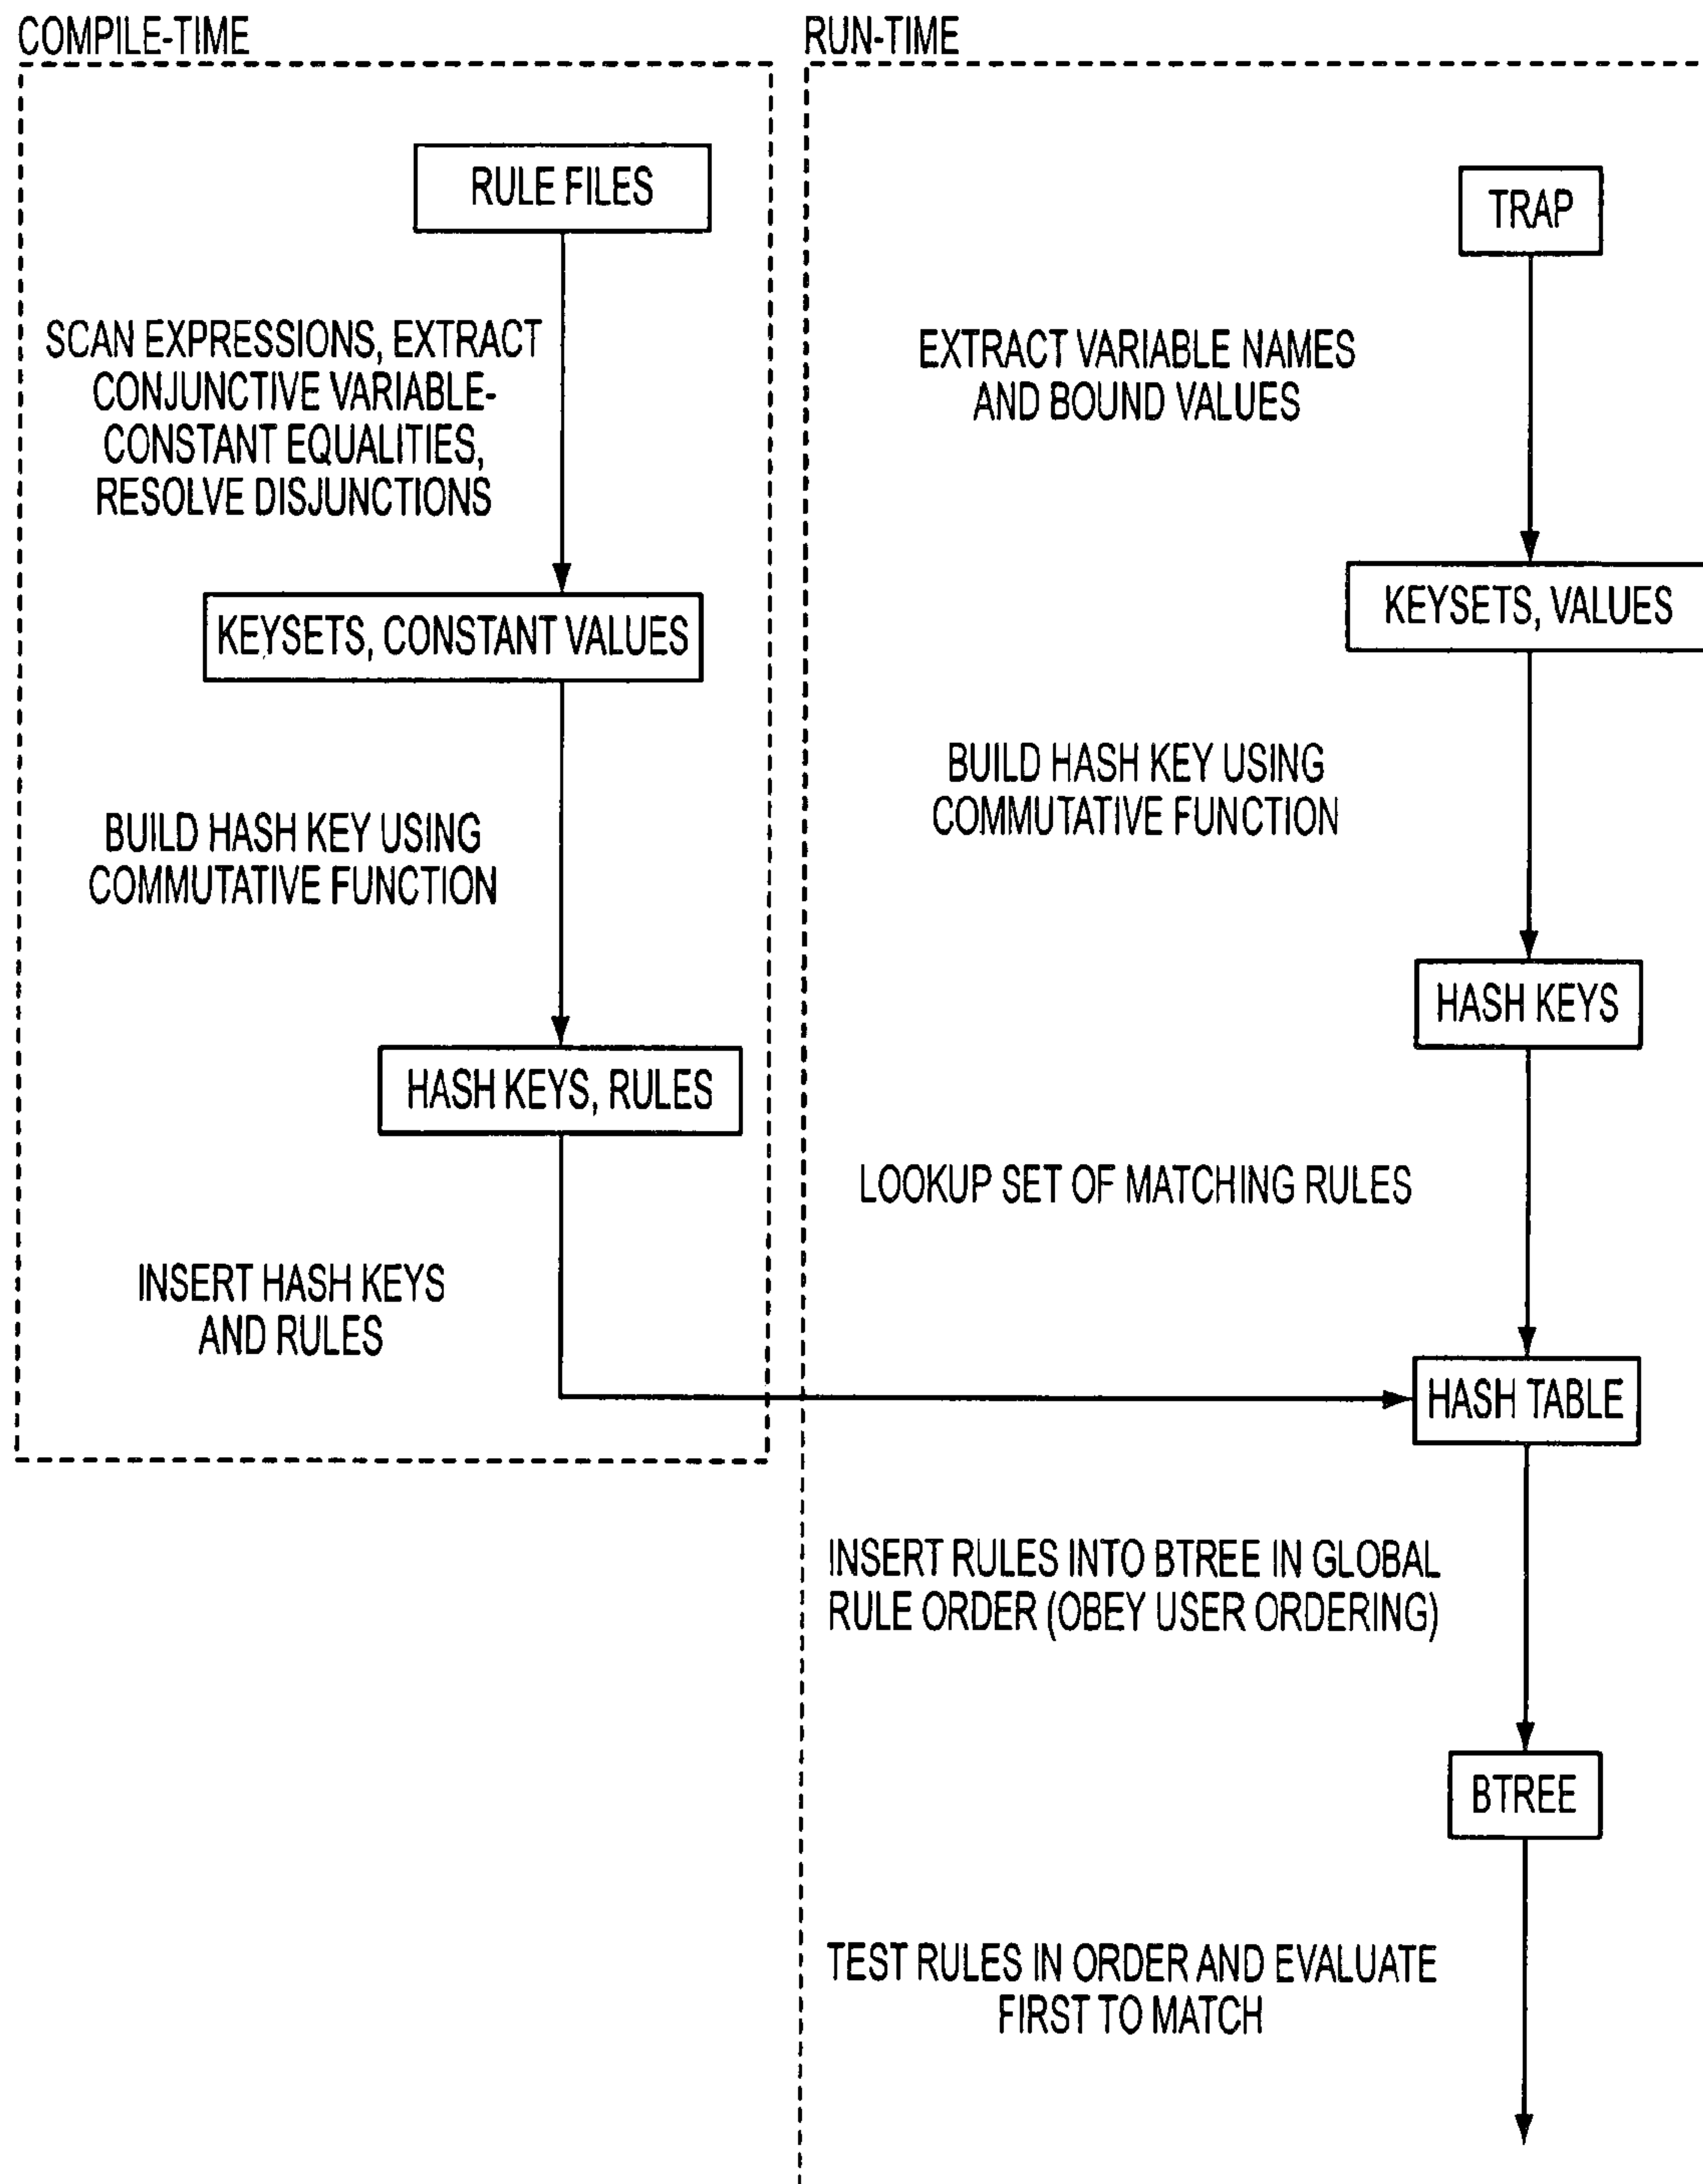 COMPILE-TIME
RULE FILES
SCAN EXPRESSIONS, EXTRACT
CONJUNCTIVE VARIABLE-
CONSTANT EQUALITIES,
RESOLVE DISJUNCTIONS
KEYSETS, CONSTANT VALUES
BUILD HASH KEY USING
COMMUTATIVE FUNCTION
HASH KEYS, RULES
INSERT HASH KEYS
AND RULES
RUN-TIME
TRAP
EXTRACT VARIABLE NAMES
AND BOUND VALUES
KEYSETS, VALUES
BUILD HASH KEY USING
COMMUTATIVE FUNCTION
HASH KEYS
LOOKUP SET OF MATCHING RULES
HASH TABLE
INSERT RULES INTO BTREE IN GLOBAL
RULE ORDER (OBEY USER ORDERING)
BTREE
TEST RULES IN ORDER AND EVALUATE
FIRST TO MATCH